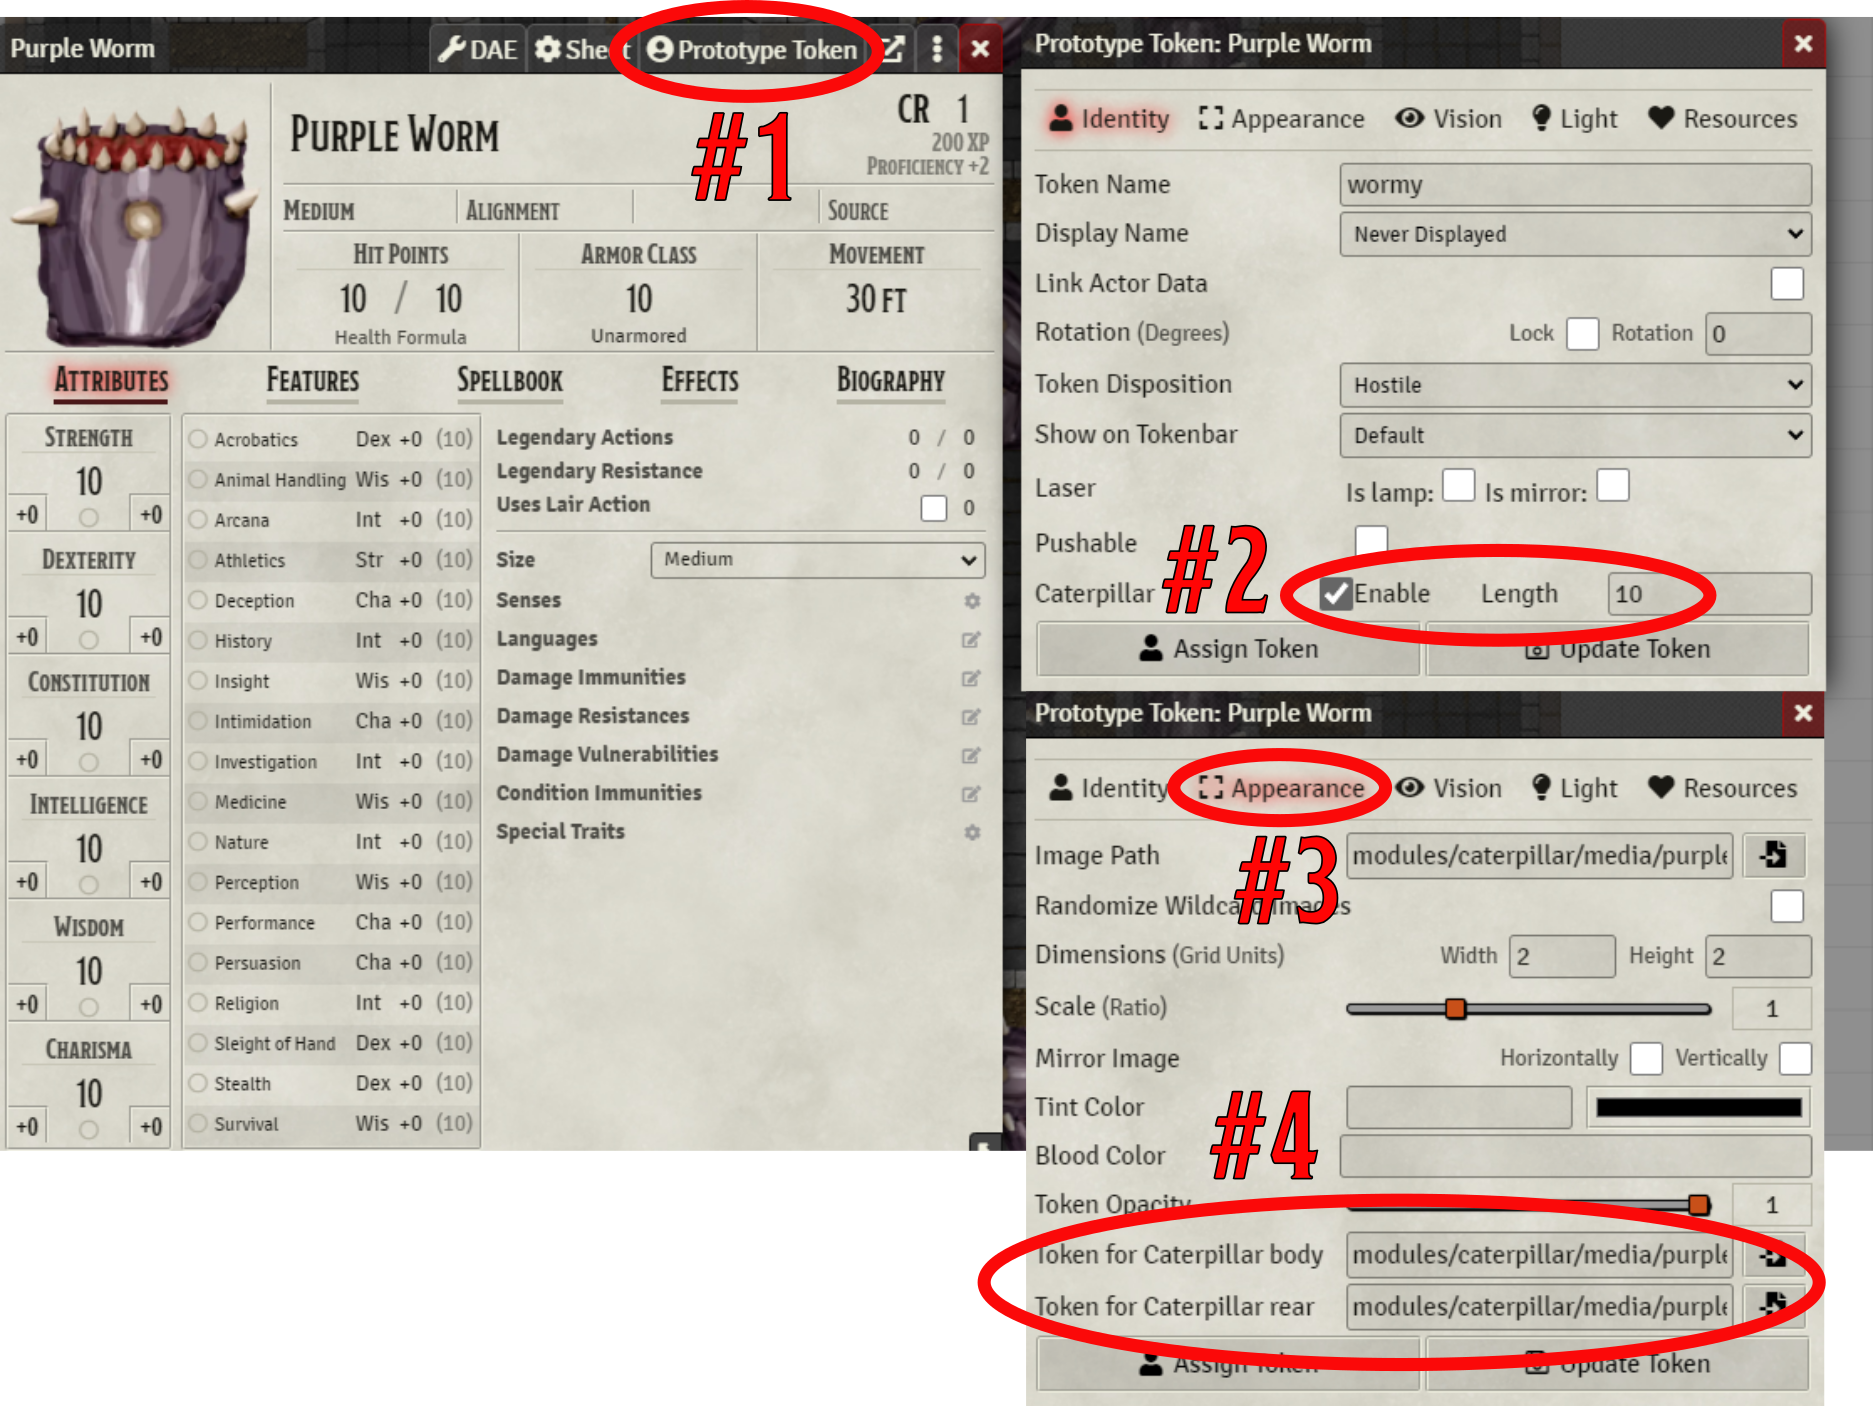 Purple Worm
DAE
Sheet
Prototype Token
#1
PURPLE WORM
CR 1
200 XP
PROFICIENCY +2
MEDIUM
ALIGNMENT
SOURCE
HIT POINTS
10 / 10
Health Formula
ARMOR CLASS
10
Unarmored
MOVEMENT
30 FT
ATTRIBUTES
FEATURES
SPELLBOOK
EFFECTS
BIOGRAPHY
STRENGTH
10
+0 +0
DEXTERITY
10
+0 +0
CONSTITUTION
10
+0 +0
INTELLIGENCE
10
+0 +0
WISDOM
10
+0 +0
CHARISMA
10
+0 +0
Acrobatics Dex +0 (10)
Animal Handling Wis +0 (10)
Arcana Int +0 (10)
Athletics Str +0 (10)
Deception Cha +0 (10)
History Int +0 (10)
Insight Wis +0 (10)
Intimidation Cha +0 (10)
Investigation Int +0 (10)
Medicine Wis +0 (10)
Nature Int +0 (10)
Perception Wis +0 (10)
Performance Cha +0 (10)
Persuasion Cha +0 (10)
Religion Int +0 (10)
Sleight of Hand Dex +0 (10)
Stealth Dex +0 (10)
Survival Wis +0 (10)
Legendary Actions 0 / 0
Legendary Resistance 0 / 0
Uses Lair Action 0
Size Medium
Senses
Languages
Damage Immunities
Damage Resistances
Damage Vulnerabilities
Condition Immunities
Special Traits
Prototype Token: Purple Worm
Identity Appearance Vision Light Resources
Token Name wormy
Display Name Never Displayed
Link Actor Data
Rotation (Degrees) Lock Rotation 0
Token Disposition Hostile
Show on Tokenbar Default
Laser Is lamp: Is mirror:
Pushable
#2
Caterpillar Enable Length 10
Assign Token Update Token
Prototype Token: Purple Worm
Identity Appearance Vision Light Resources
#3
Image Path modules/caterpillar/media/purple
Randomize Wildcard Images
Dimensions (Grid Units) Width 2 Height 2
Scale (Ratio) 1
Mirror Image Horizontally Vertically
#4
Tint Color
Blood Color
Token Opacity 1
Token for Caterpillar body modules/caterpillar/media/purple
Token for Caterpillar rear modules/caterpillar/media/purple
Assign Token Update Token